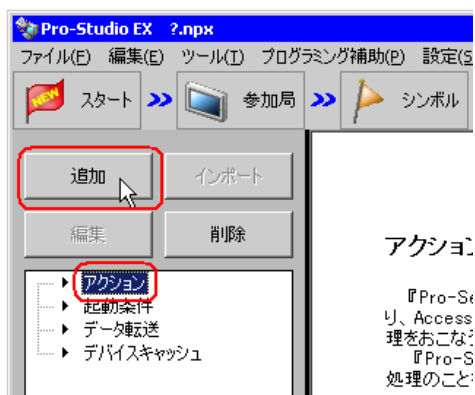 Pro-Studio EX ?.npx
ファイル(F) 編集(E) ツール(T) プログラミング補助(P) 設定(S
NEW スタート 参加局 シンボル
追加 インポート
編集 削除
アクション
起動条件
データ転送
デバイスキャッシュ
アクション
『Pro-Se
り、Access
理をおこなう
『Pro-S
処理のこと